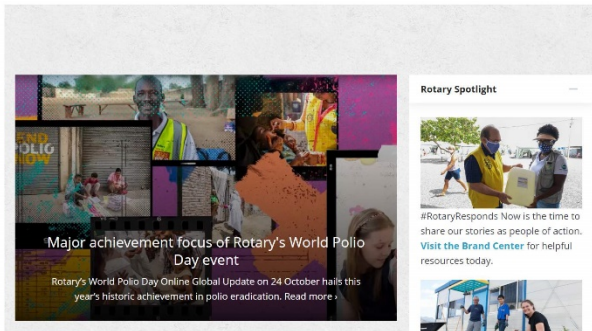 END
POLIO
NOW
Major achievement focus of Rotary's World Polio
Day event
Rotary's World Polio Day Online Global Update on 24 October hails this
year's historic achievement in polio eradication. Read more ›
Rotary Spotlight
#RotaryResponds Now is the time to
share our stories as people of action.
Visit the Brand Center for helpful
resources today.